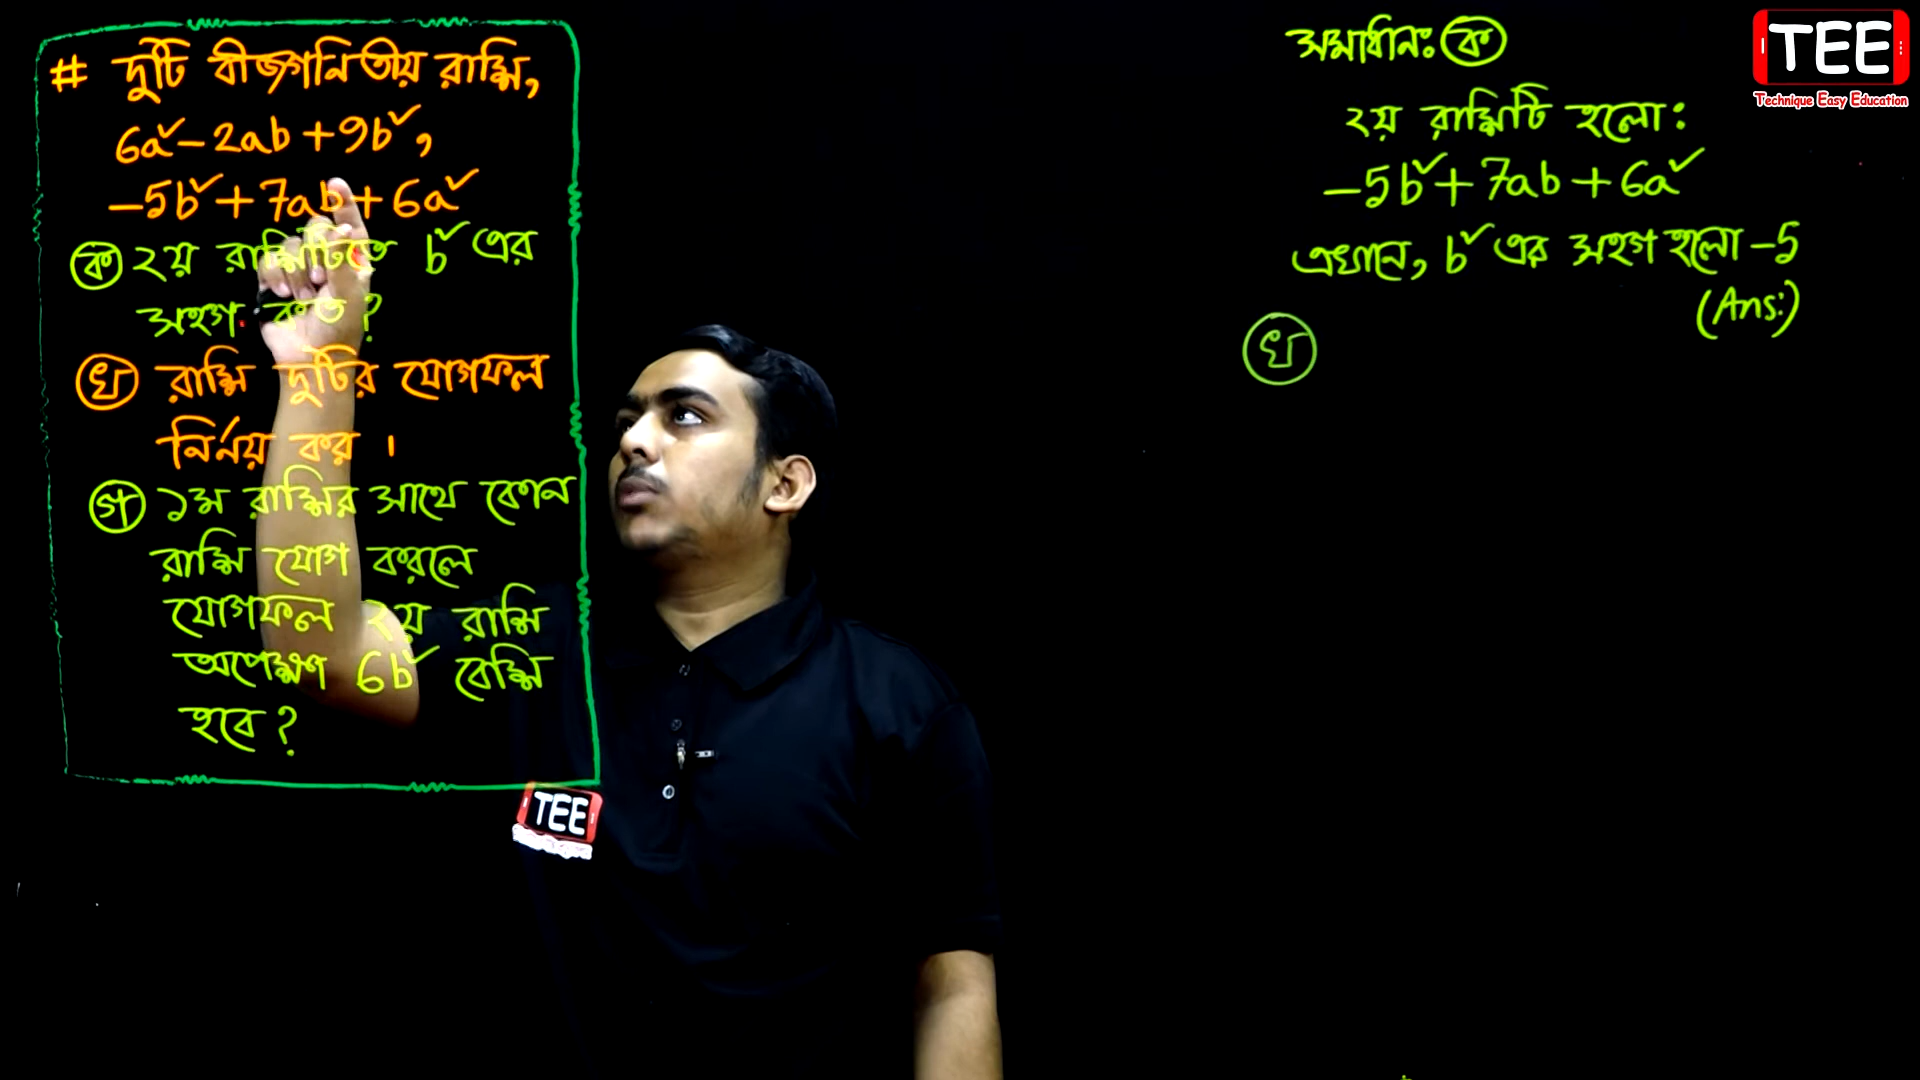 # দুটি বীজগনিতীয় রাশি,
6a² - 2ab + 9b²,
-5b² + 7ab + 6a²
ক ২য় রাশিটিতে b² এর
সহগ কত?
খ রাশি দুটির যোগফল
নির্নয় কর ।
গ ১ম রাশির সাথে কোন
রাশি যোগ করলে
যোগফল ২য় রাশি
অপেক্ষা 6b² বেশি
হবে?
TEE
সমাধানঃ ক
২য় রাশিটি হলো:
-5b² + 7ab + 6a²
এখানে, b² এর সহগ হলো -5
(Ans:)
খ
TEE
Technique Easy Education